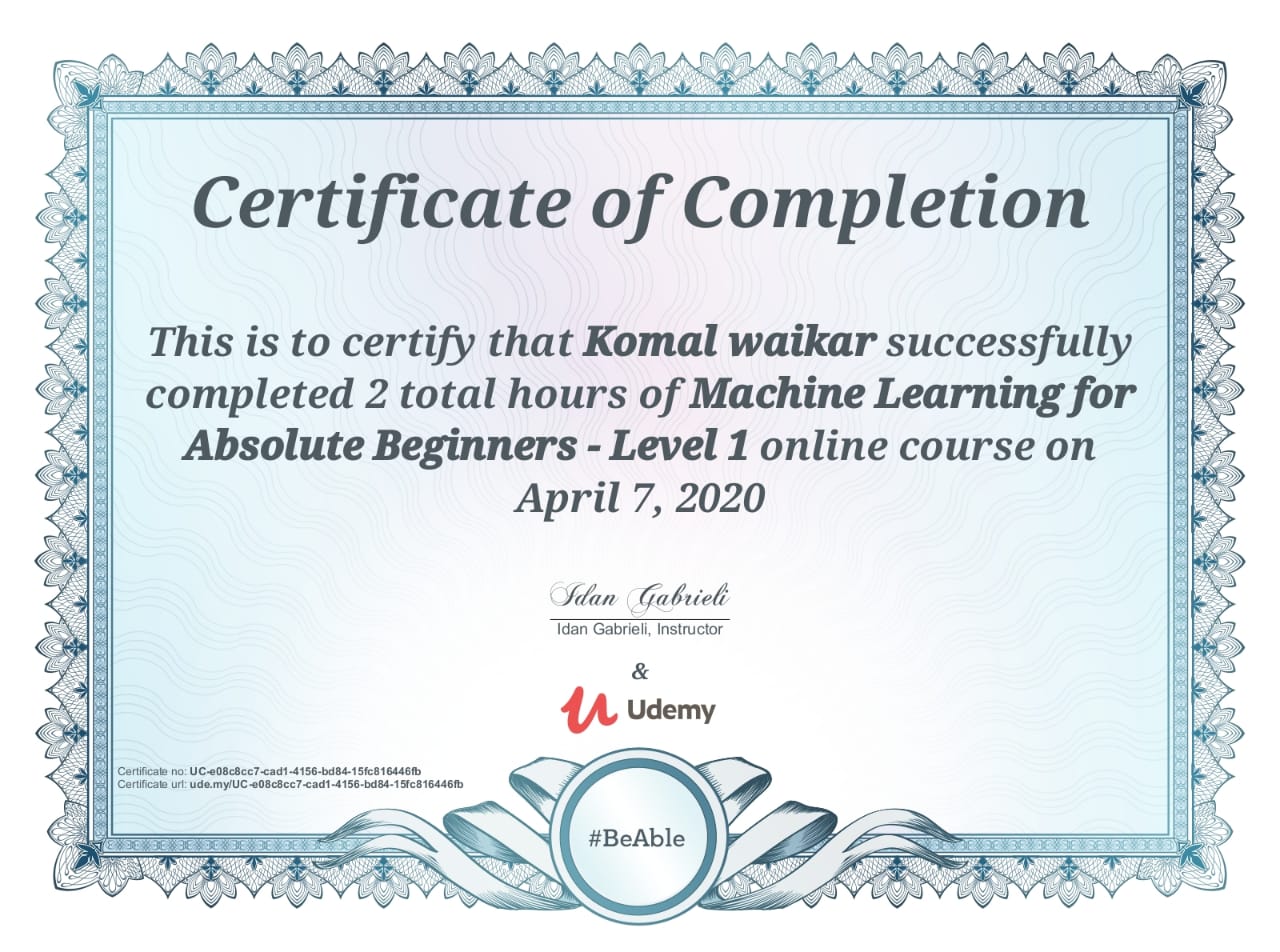 Certificate of Completion
This is to certify that Komal waikar successfully
completed 2 total hours of Machine Learning for
Absolute Beginners - Level 1 online course on
April 7, 2020
Idan Gabrieli
Idan Gabrieli, Instructor
&
Udemy
Certificate no: UC-e08c8cc7-cad1-4156-bd84-15fc816446fb
Certificate url: ude.my/UC-e08c8cc7-cad1-4156-bd84-15fc816446fb
#BeAble